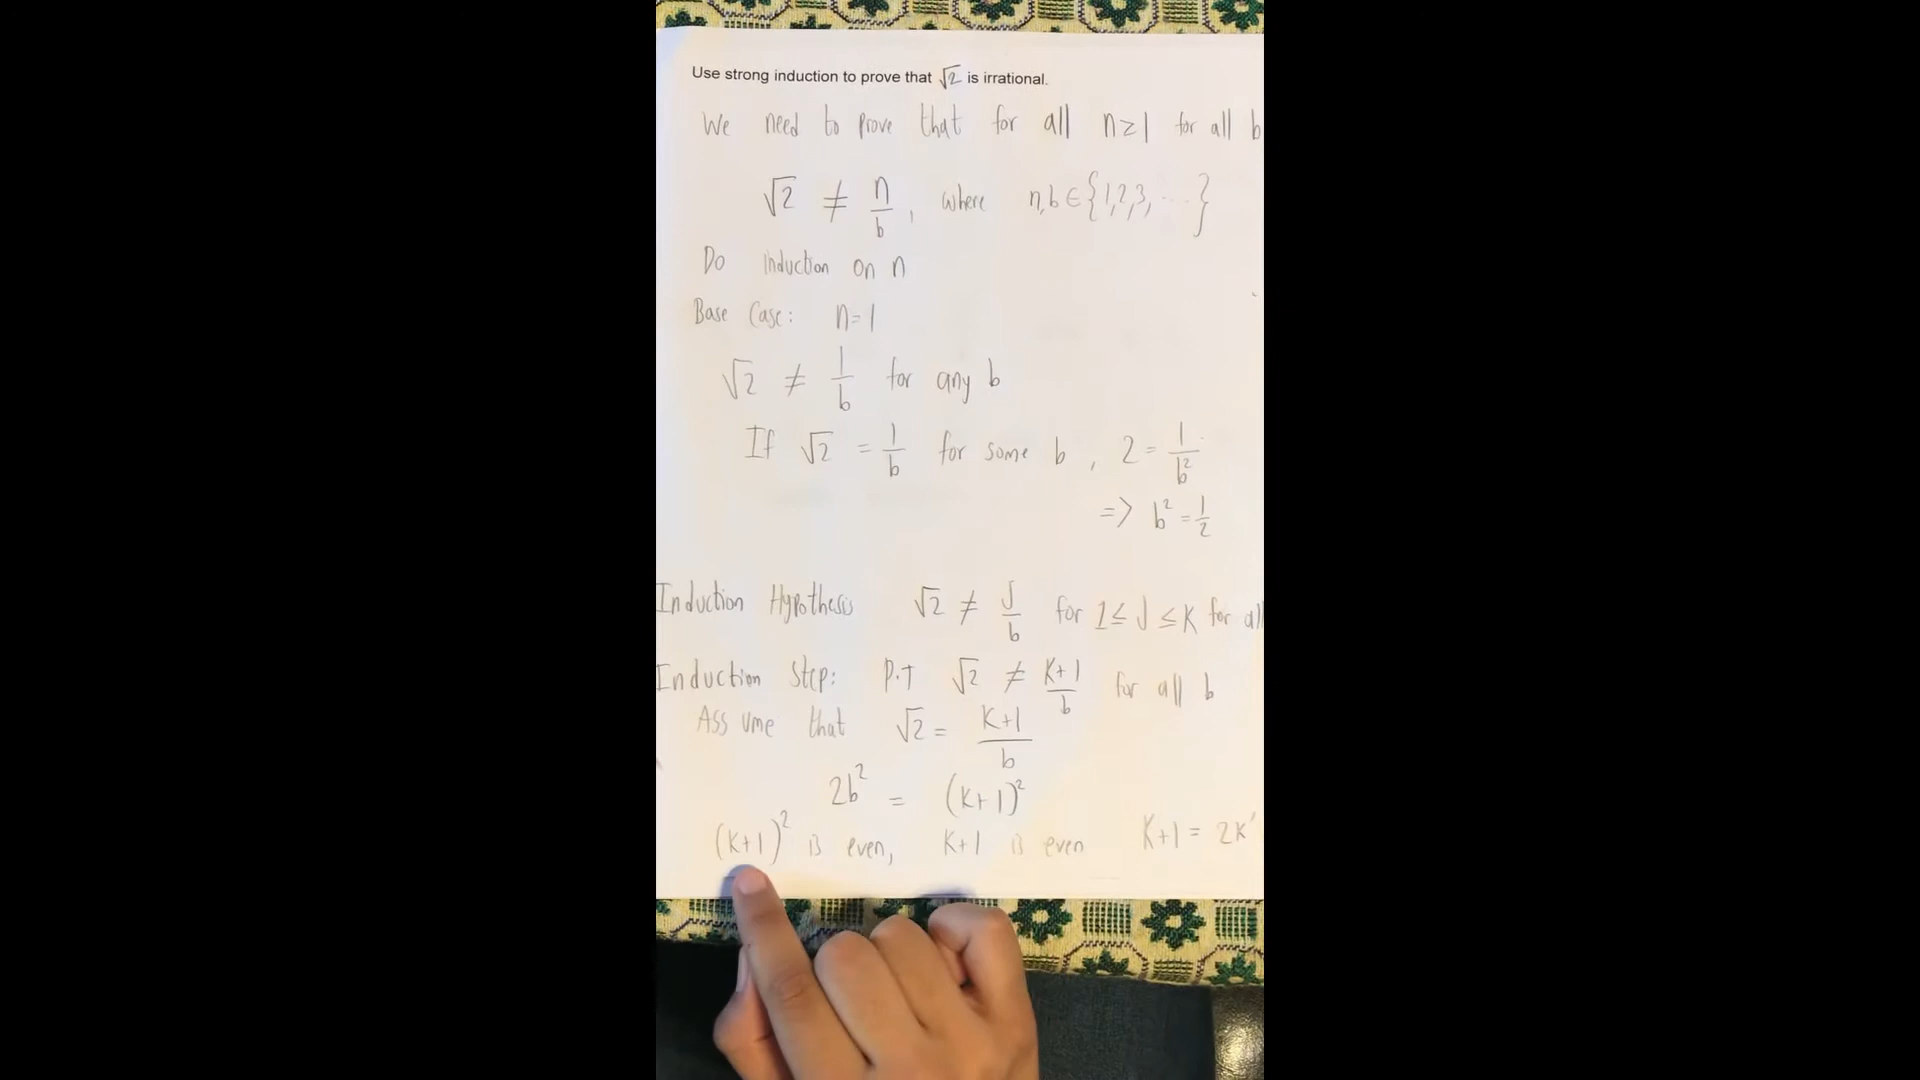 Use strong induction to prove that √2 is irrational.
We need to prove that for all n≥1 for all b
√2 ≠ n/b, where n,b ∈ {1,2,3, ...}
Do induction on n
Base Case: n=1
√2 ≠ 1/b for any b
If √2 = 1/b for some b, 2 = 1/b²
=> b² = 1/2
Induction Hypothesis √2 ≠ J/b for 1 ≤ J ≤ K for all
Induction Step: P.T √2 ≠ K+1/b for all b
Assume that √2 = K+1/b
2b² = (K+1)²
(K+1)² is even, K+1 is even K+1 = 2K'